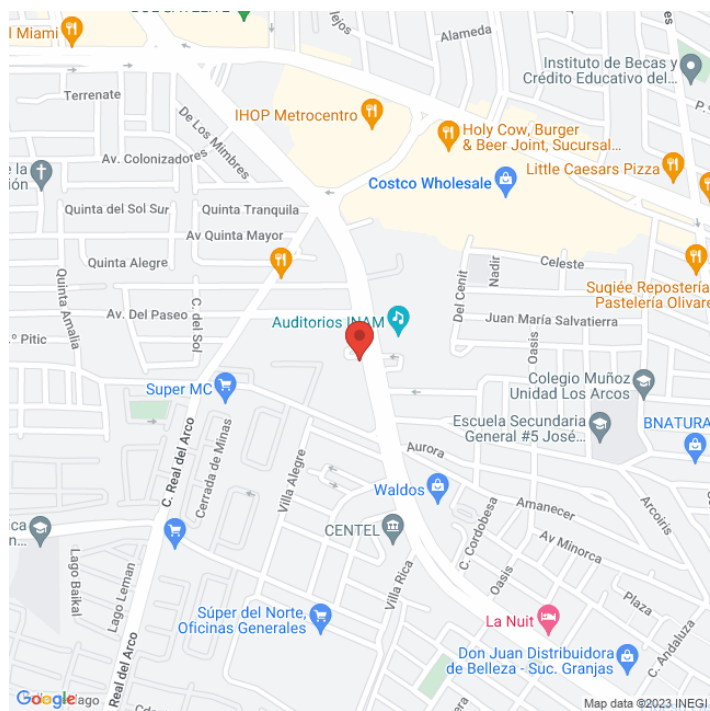 l Miami
Alameda
Instituto de Becas y
Crédito Educativo del...
Terrenate
De Los Mimbres
IHOP Metrocentro
Holy Cow, Burger
& Beer Joint, Sucursal...
Av. Colonizadores
Little Caesars Pizza
de la
ión
Costco Wholesale
Quinta del Sol Sur
Quinta Tranquila
Av Quinta Mayor
Quinta Alegre
Quinta Amalia
Nadir
Celeste
Suqiée Repostería
Pastelería Olivare
Del Cenit
C. del Sol
Av. Del Paseo
Auditorios INAM
Juan María Salvatierra
Pitic
Oasis
Super MC
Colegio Muñoz
Unidad Los Arcos
BNATURA
Escuela Secundaria
General #5 José...
C. Real del Arco
Cerrada de Minas
Villa Alegre
Aurora
Waldos
Amanecer
Arcoiris
ica
n...
CENTEL
C. Cordobesa
Av Minorca
Lago Baikal
Lago Leman
Villa Rica
Oasis
Plaza
Súper del Norte,
Oficinas Generales
La Nuit
C. Andaluza
Don Juan Distribuidora
de Belleza - Suc. Granjas
Real del Arco
Google
Map data ©2023 INEGI